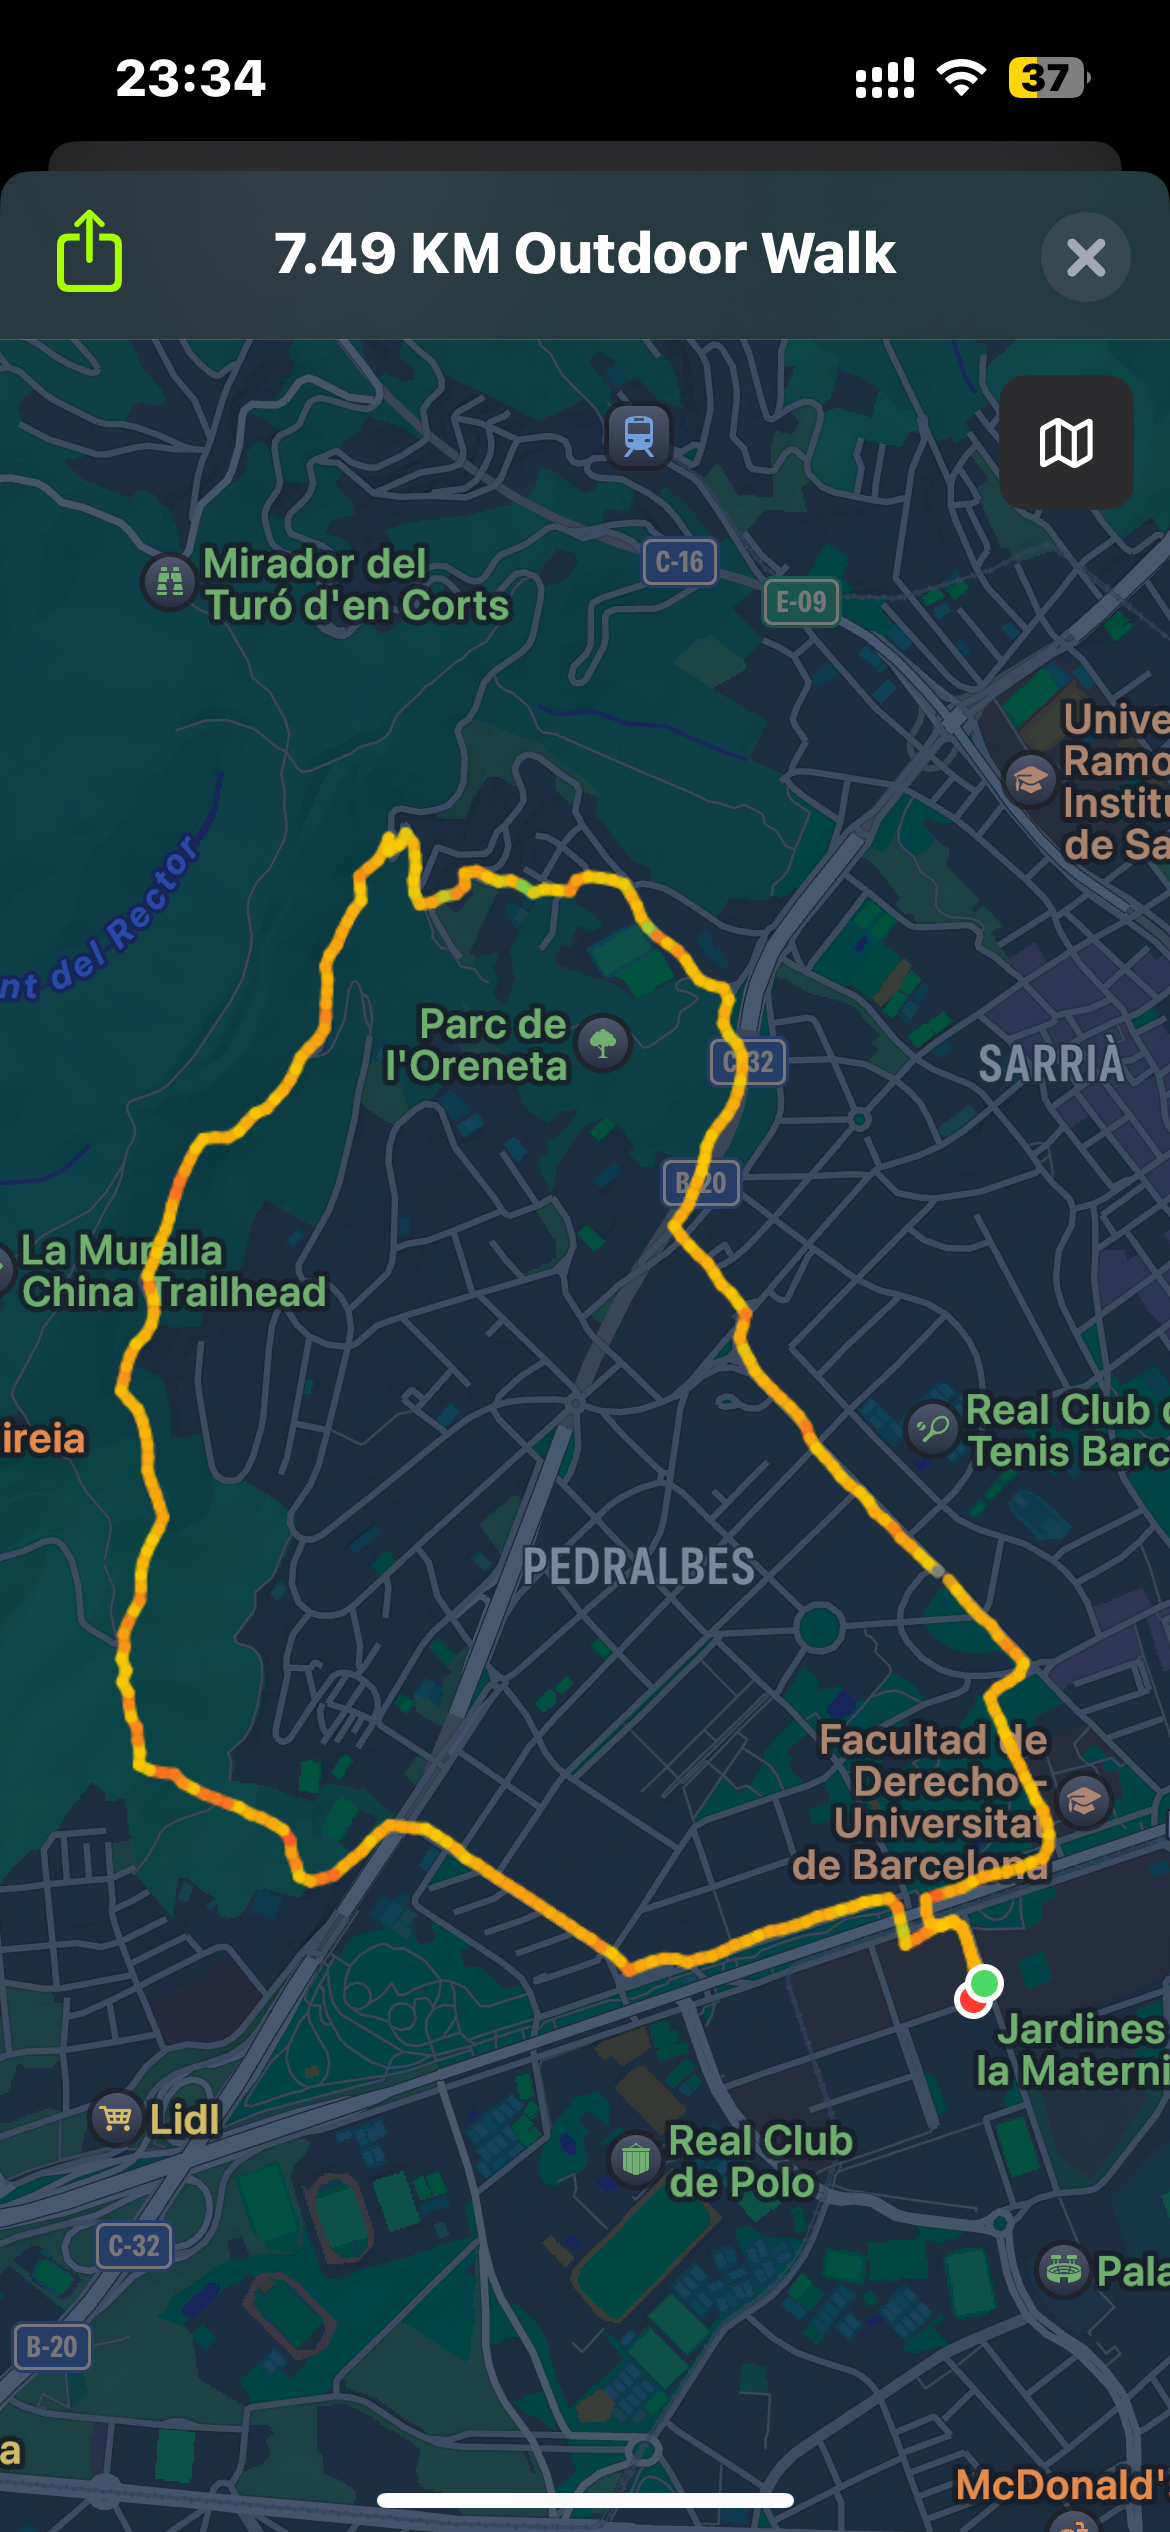 23:34
37
7.49 KM Outdoor Walk
Mirador del
Turó d'en Corts
C-16
E-09
Unive
Ramo
Institu
de Sa
nt del Rector
Parc de
l'Oreneta
C-32
SARRIÀ
B-20
La Muralla
China Trailhead
ireia
Real Club
Tenis Barc
PEDRALBES
Facultad de
Derecho -
Universitat
de Barcelona
Jardines
la Materni
Lidl
Real Club
de Polo
C-32
Pala
B-20
a
McDonald's